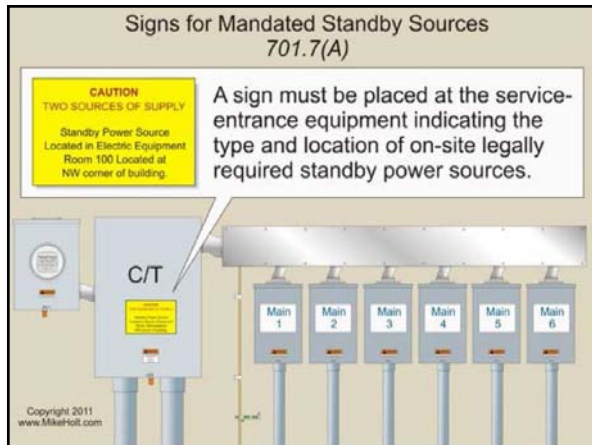 Signs for Mandated Standby Sources
701.7(A)
CAUTION
TWO SOURCES OF SUPPLY
Standby Power Source
Located in Electric Equipment
Room 100 Located at
NW corner of building.
A sign must be placed at the service-
entrance equipment indicating the
type and location of on-site legally
required standby power sources.
C/T
Main
1
Main
2
Main
3
Main
4
Main
5
Main
6
Copyright 2011
www.MikeHolt.com